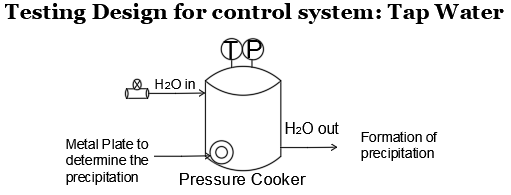 Testing Design for control system: Tap Water
T P
H2O in
H2O out
Metal Plate to
determine the
precipitation
Formation of
precipitation
Pressure Cooker